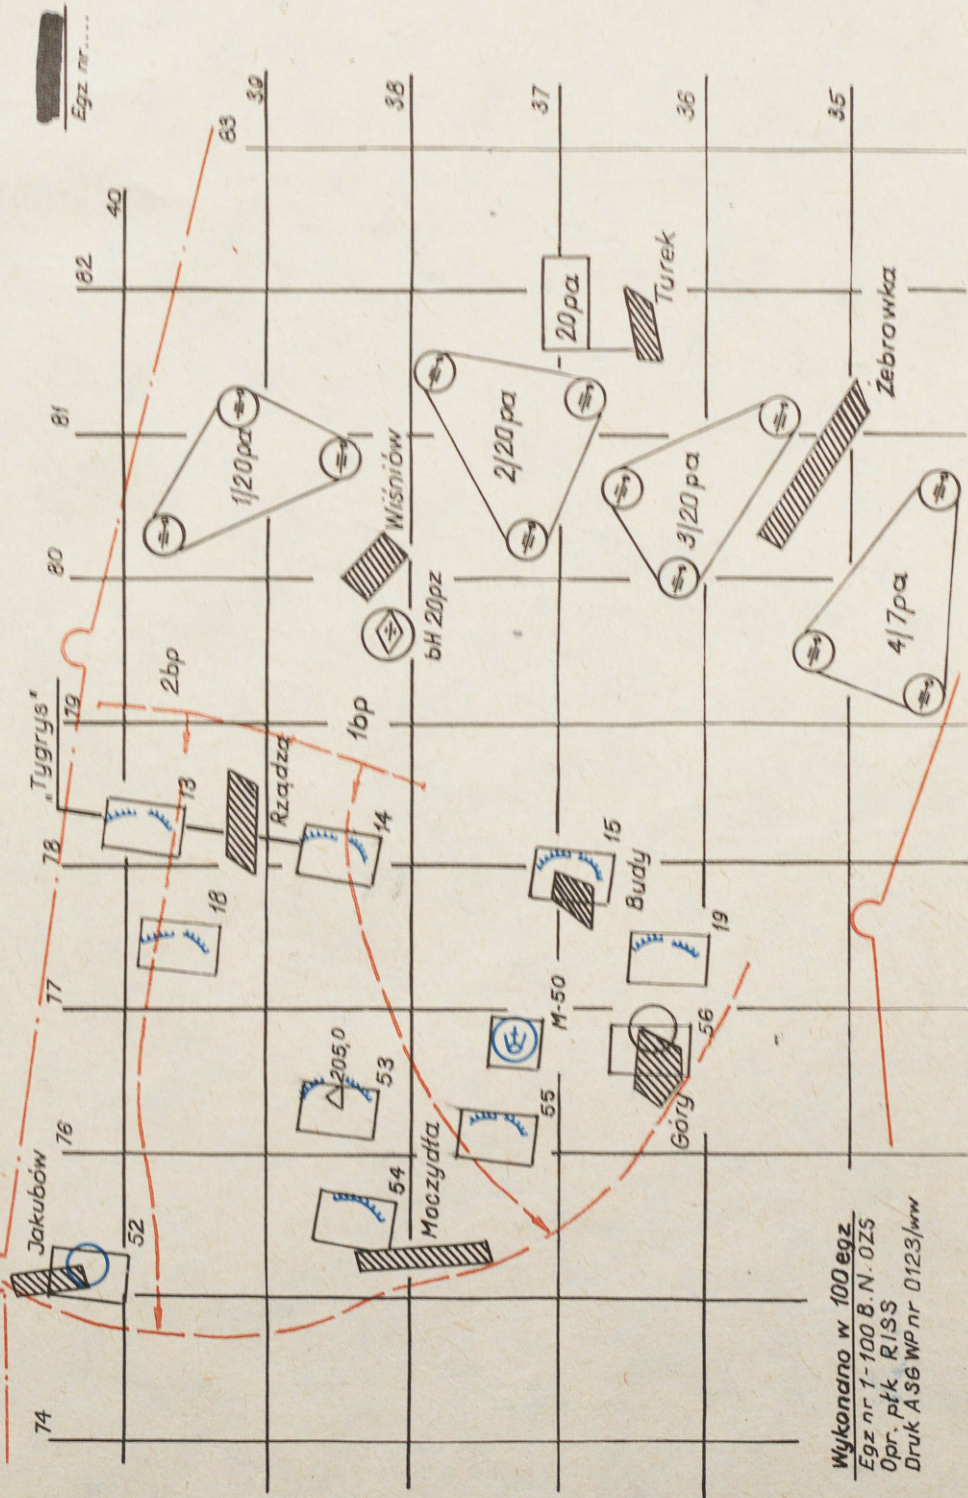 Egz nr....
83
39
38
37
36
35
40
82
81
80
79
78
77
76
74
1/20pa
2/20pa
20pa
Turek
3/20pa
Żebrowka
4/7pa
Wiśniów
bH 20pz
2bp
1bp
„Tygrys"
13
Rządza
14
18
15
Budy
19
M-50
56
Góry
205,0
53
55
54
Moczydła
Jakubów
52
Wykonano w 100 egz
Egz nr 1-100 B.N. OZS
Opr. płk RISS
Druk ASG WP nr 0123/ww